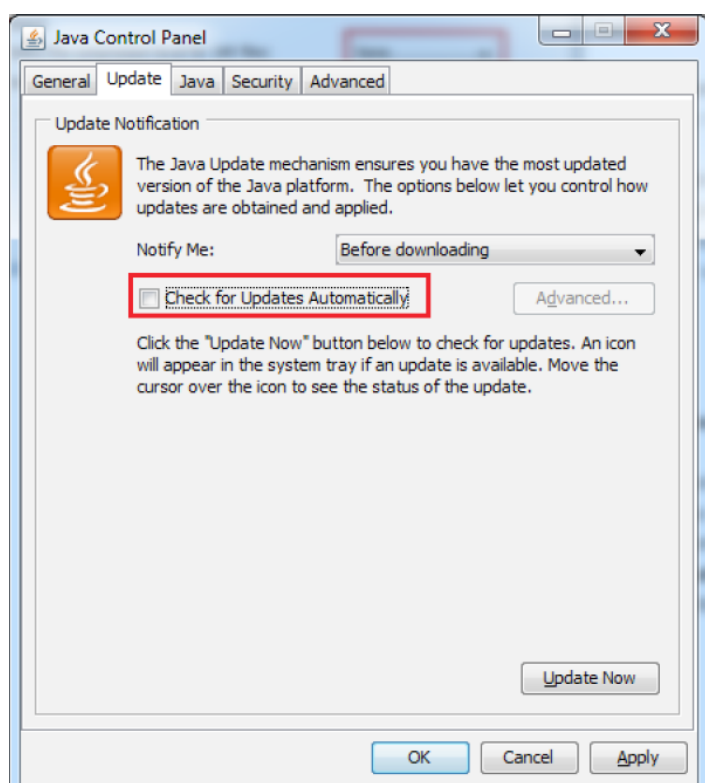 Java Control Panel
General Update Java Security Advanced
Update Notification
The Java Update mechanism ensures you have the most updated
version of the Java platform. The options below let you control how
updates are obtained and applied.
Notify Me: Before downloading
Check for Updates Automatically Advanced...
Click the "Update Now" button below to check for updates. An icon
will appear in the system tray if an update is available. Move the
cursor over the icon to see the status of the update.
Update Now
OK Cancel Apply